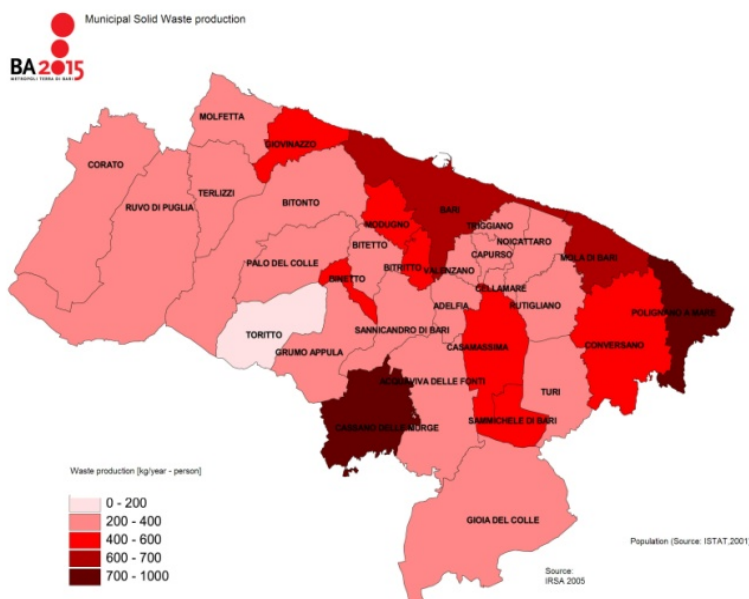 Municipal Solid Waste production
BA2015
METROPOLI TERRA DI BARI
MOLFETTA
GIOVINAZZO
CORATO
TERLIZZI
RUVO DI PUGLIA
BITONTO
BARI
MODUGNO
TRIGGIANO
NOICATTARO
BITETTO
CAPURSO
MOLA DI BARI
PALO DEL COLLE
BITRITTO
VALENZANO
BINETTO
CELLAMARE
ADELFIA
RUTIGLIANO
POLIGNANO A MARE
TORITTO
SANNICANDRO DI BARI
GRUMO APPULA
CASAMASSIMA
CONVERSANO
ACQUAVIVA DELLE FONTI
TURI
CASSANO DELLE MURGE
SAMMICHELE DI BARI
GIOIA DEL COLLE
Waste production [kg/year - person]
0 - 200
200 - 400
400 - 600
600 - 700
700 - 1000
Population (Source: ISTAT,2001)
Source:
IRSA 2005